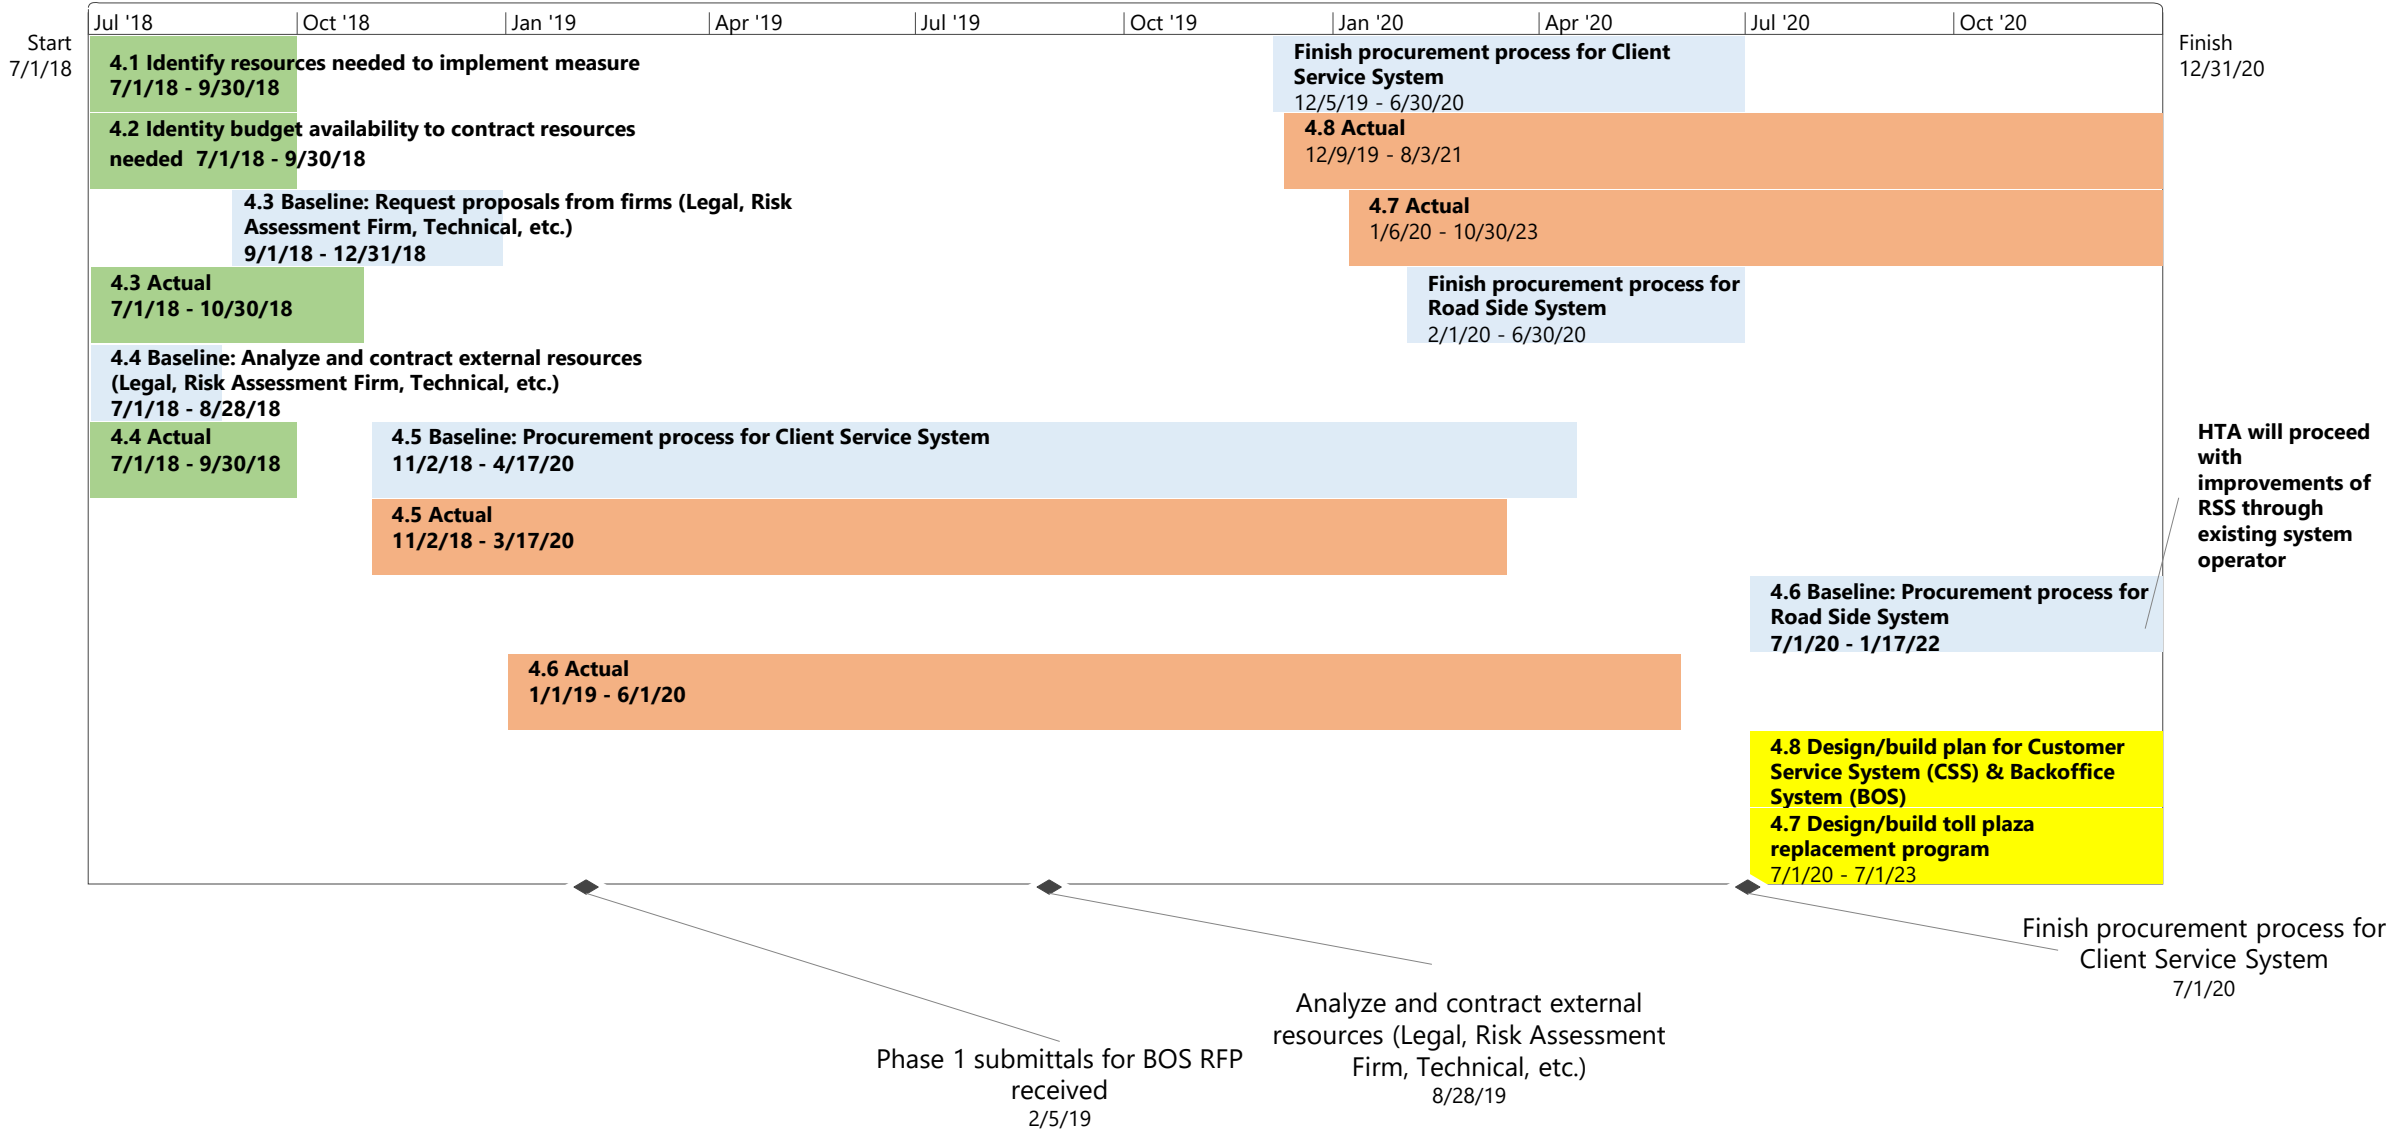 Jul '18
Oct '18
Jan '19
Apr '19
Jul '19
Oct '19
Jan '20
Apr '20
Jul '20
Oct '20
Start
7/1/18
Finish
12/31/20
4.1 Identify resources needed to implement measure
7/1/18 - 9/30/18
4.2 Identity budget availability to contract resources
needed 7/1/18 - 9/30/18
4.3 Baseline: Request proposals from firms (Legal, Risk
Assessment Firm, Technical, etc.)
9/1/18 - 12/31/18
4.3 Actual
7/1/18 - 10/30/18
4.4 Baseline: Analyze and contract external resources
(Legal, Risk Assessment Firm, Technical, etc.)
7/1/18 - 8/28/18
4.4 Actual
7/1/18 - 9/30/18
Finish procurement process for Client
Service System
12/5/19 - 6/30/20
4.8 Actual
12/9/19 - 8/3/21
4.7 Actual
1/6/20 - 10/30/23
Finish procurement process for
Road Side System
2/1/20 - 6/30/20
4.5 Baseline: Procurement process for Client Service System
11/2/18 - 4/17/20
4.5 Actual
11/2/18 - 3/17/20
HTA will proceed
with
improvements of
RSS through
existing system
operator
4.6 Baseline: Procurement process for
Road Side System
7/1/20 - 1/17/22
4.6 Actual
1/1/19 - 6/1/20
4.8 Design/build plan for Customer
Service System (CSS) & Backoffice
System (BOS)
4.7 Design/build toll plaza
replacement program
7/1/20 - 7/1/23
Finish procurement process for
Client Service System
7/1/20
Analyze and contract external
resources (Legal, Risk Assessment
Firm, Technical, etc.)
8/28/19
Phase 1 submittals for BOS RFP
received
2/5/19